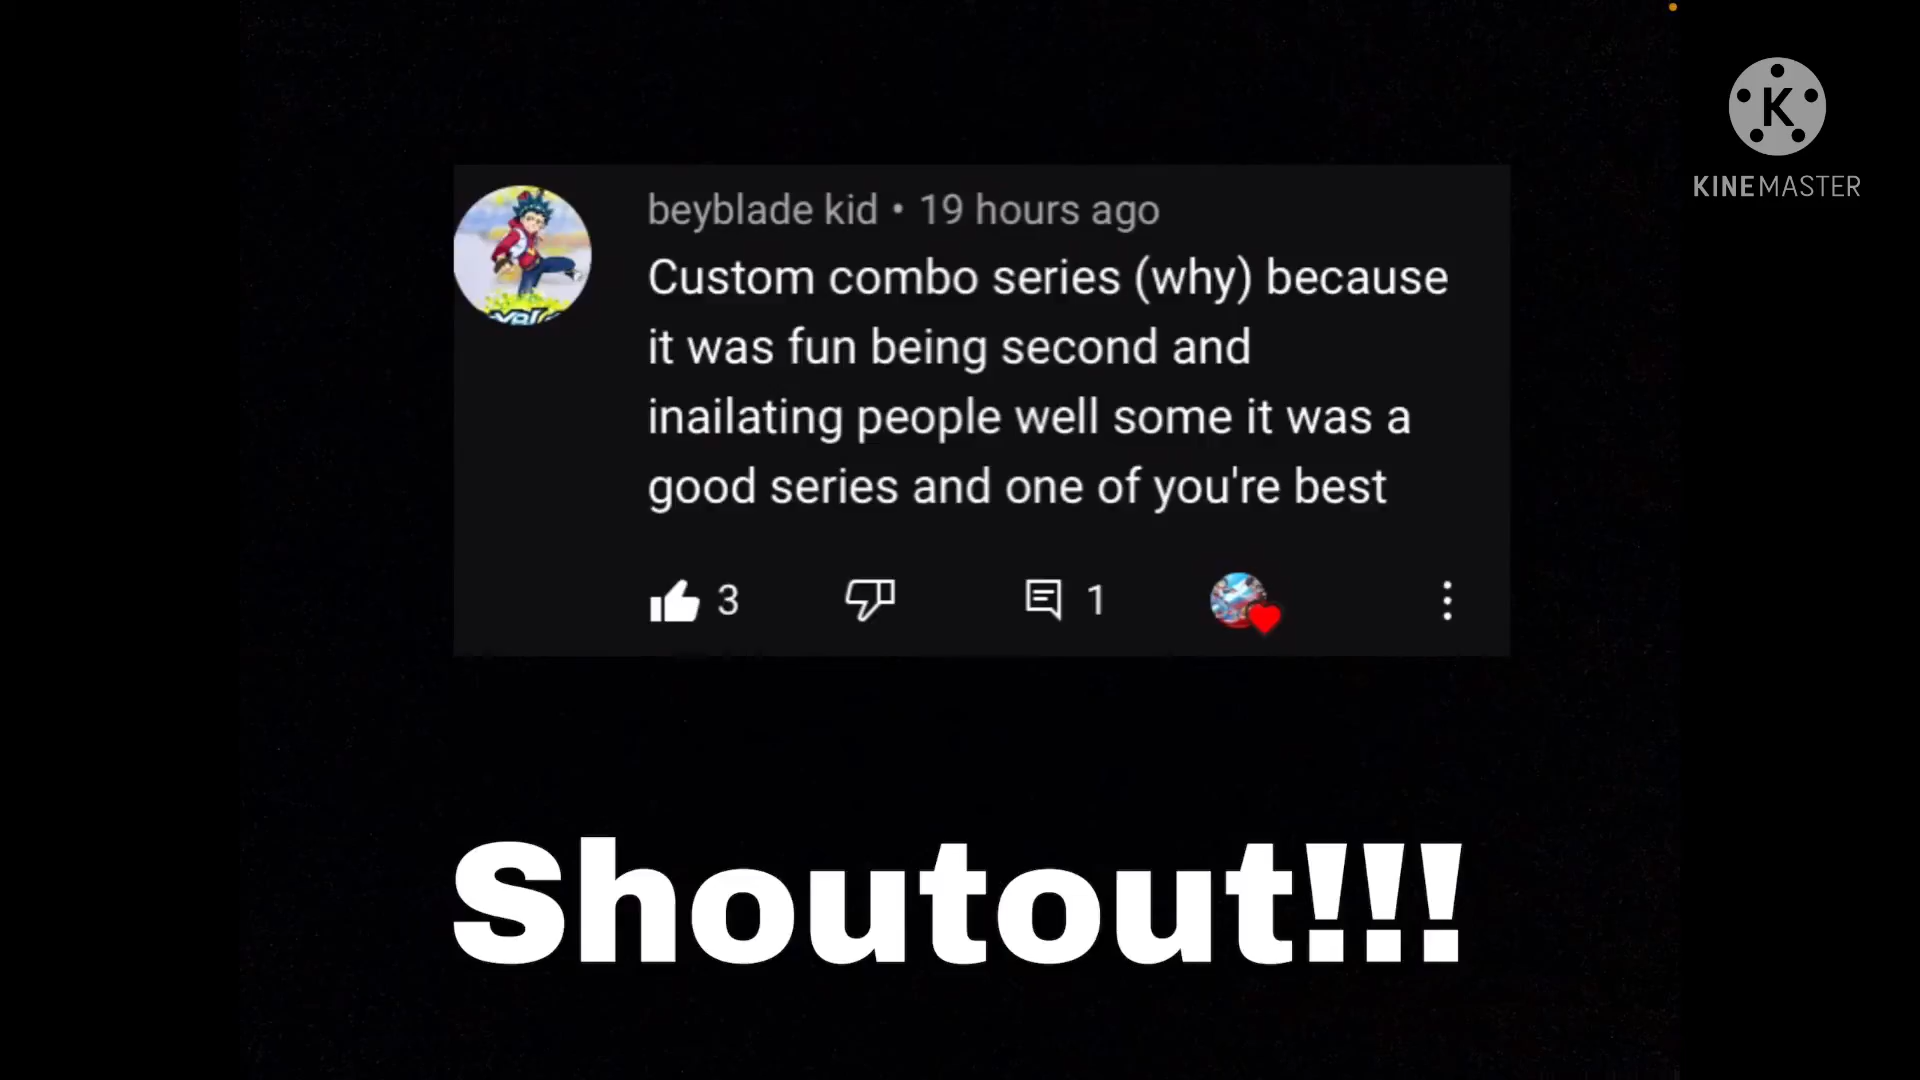 K
KINEMASTER
beyblade kid • 19 hours ago
Custom combo series (why) because
it was fun being second and
inailating people well some it was a
good series and one of you're best
3
1
Shoutout!!!